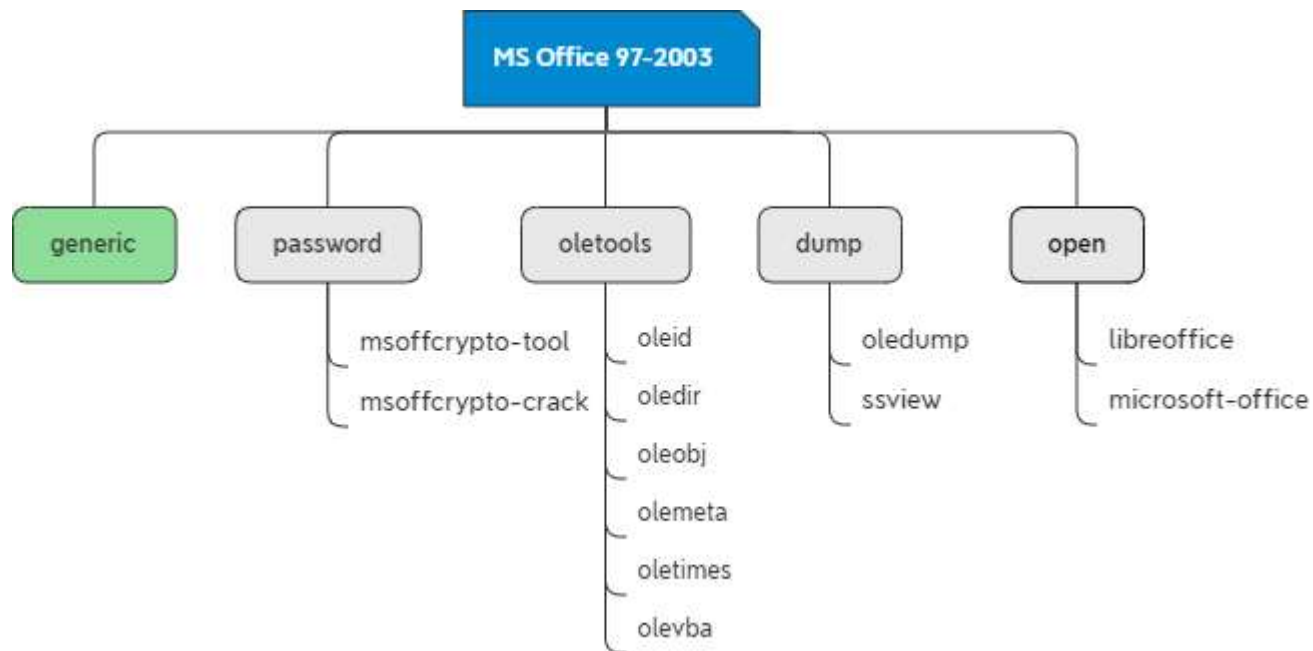 MS Office 97-2003
generic
password
oletools
dump
open
msoffcrypto-tool
msoffcrypto-crack
oleid
oledir
oleobj
olemeta
oletimes
olevba
oledump
ssview
libreoffice
microsoft-office